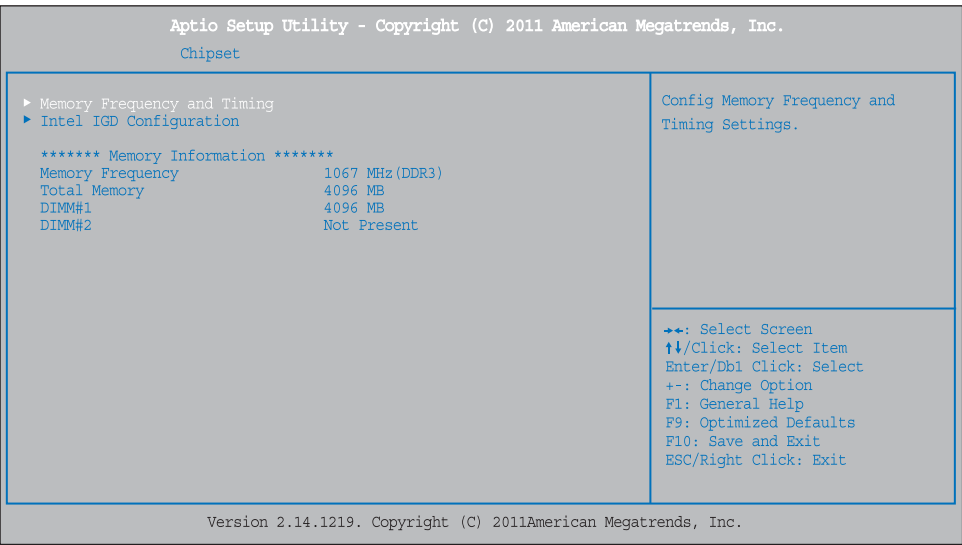 Aptio Setup Utility - Copyright (C) 2011 American Megatrends, Inc.
Chipset
▶ Memory Frequency and Timing
▶ Intel IGD Configuration
******* Memory Information *******
Memory Frequency 1067 MHz(DDR3)
Total Memory 4096 MB
DIMM#1 4096 MB
DIMM#2 Not Present
Config Memory Frequency and
Timing Settings.
→←: Select Screen
↑↓/Click: Select Item
Enter/Db1 Click: Select
+-: Change Option
F1: General Help
F9: Optimized Defaults
F10: Save and Exit
ESC/Right Click: Exit
Version 2.14.1219. Copyright (C) 2011American Megatrends, Inc.